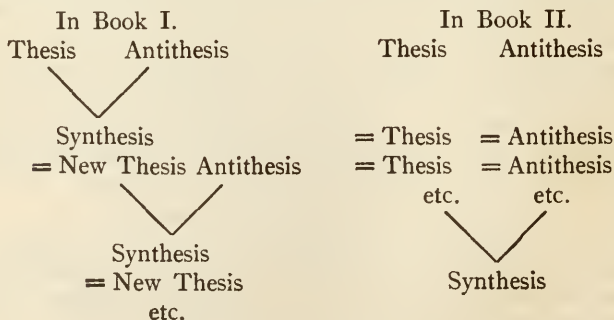 In Book I.
Thesis Antithesis
Synthesis
= New Thesis Antithesis
Synthesis
= New Thesis
etc.
In Book II.
Thesis Antithesis
= Thesis = Antithesis
= Thesis = Antithesis
etc. etc.
Synthesis